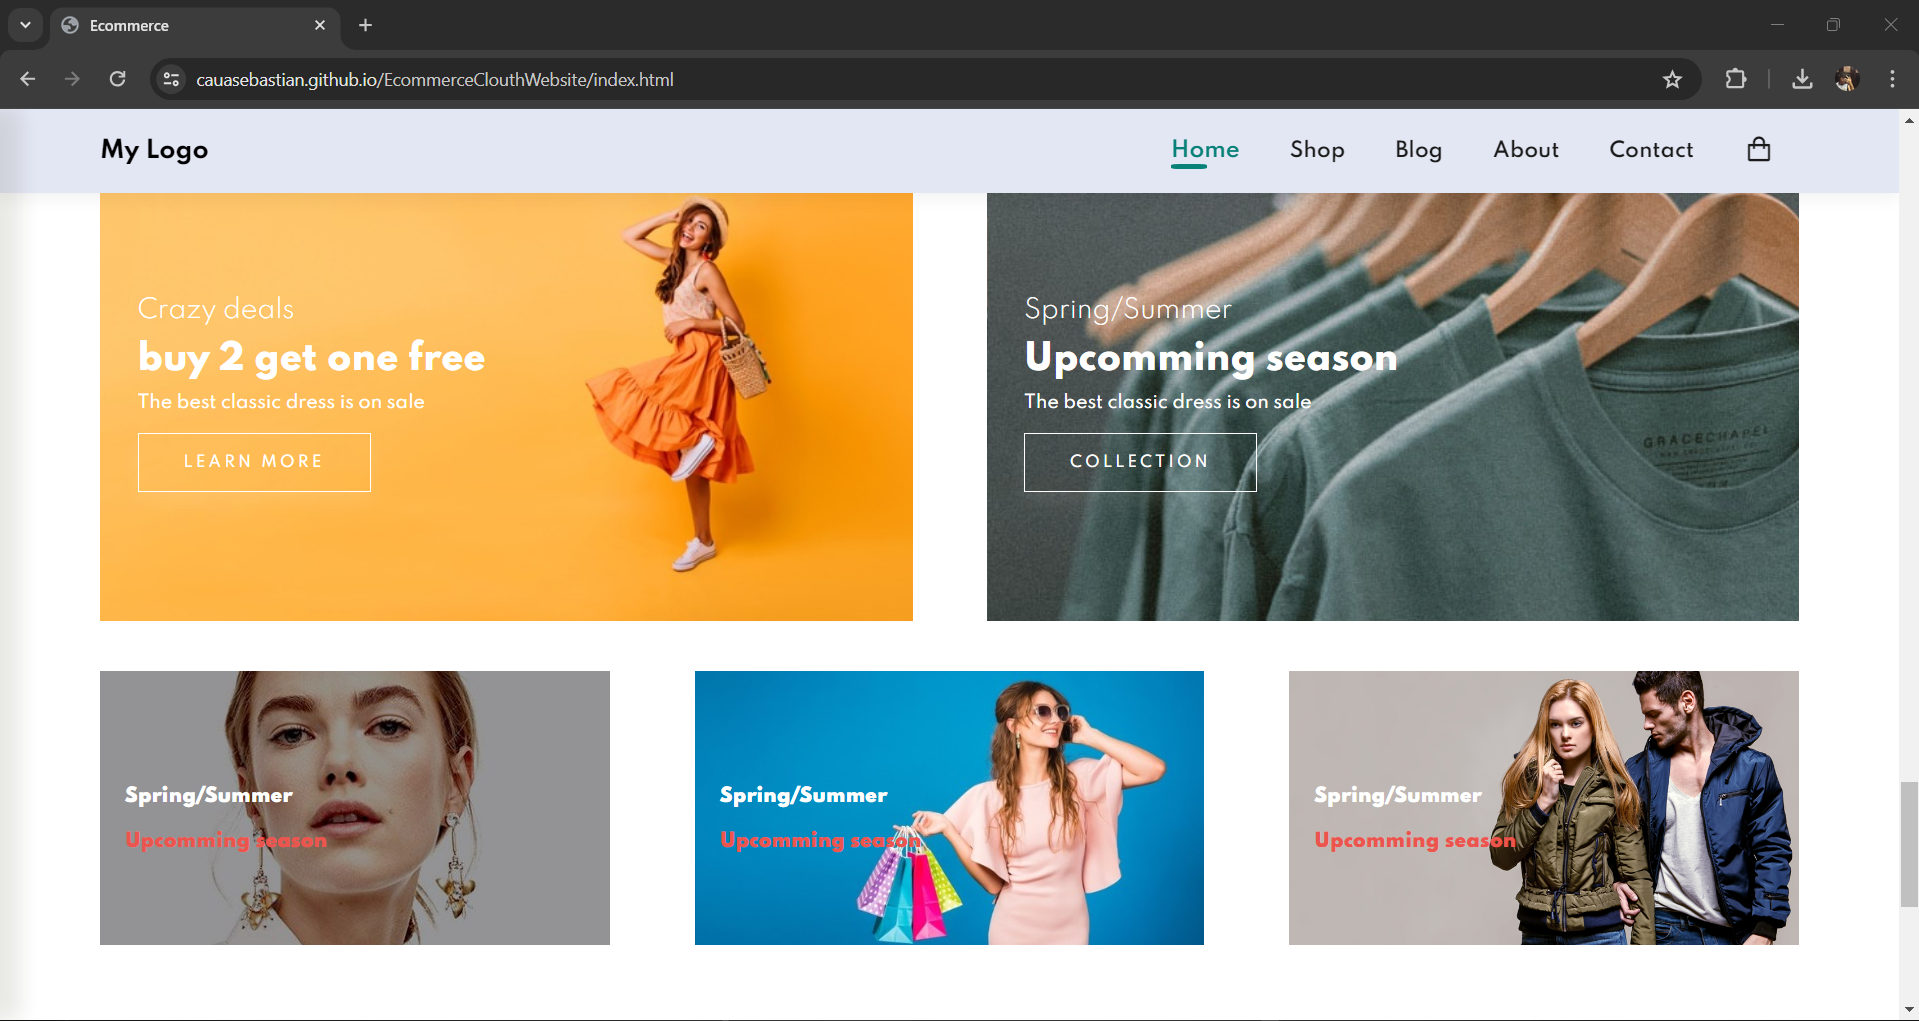 Ecommerce
cauasebastian.github.io/EcommerceClouthWebsite/index.html
My Logo
Home
Shop
Blog
About
Contact
Crazy deals
buy 2 get one free
The best classic dress is on sale
LEARN MORE
Spring/Summer
Upcomming season
The best classic dress is on sale
COLLECTION
GRACECHAPEL
Spring/Summer
Upcomming season
Spring/Summer
Upcomming season
Spring/Summer
Upcomming season